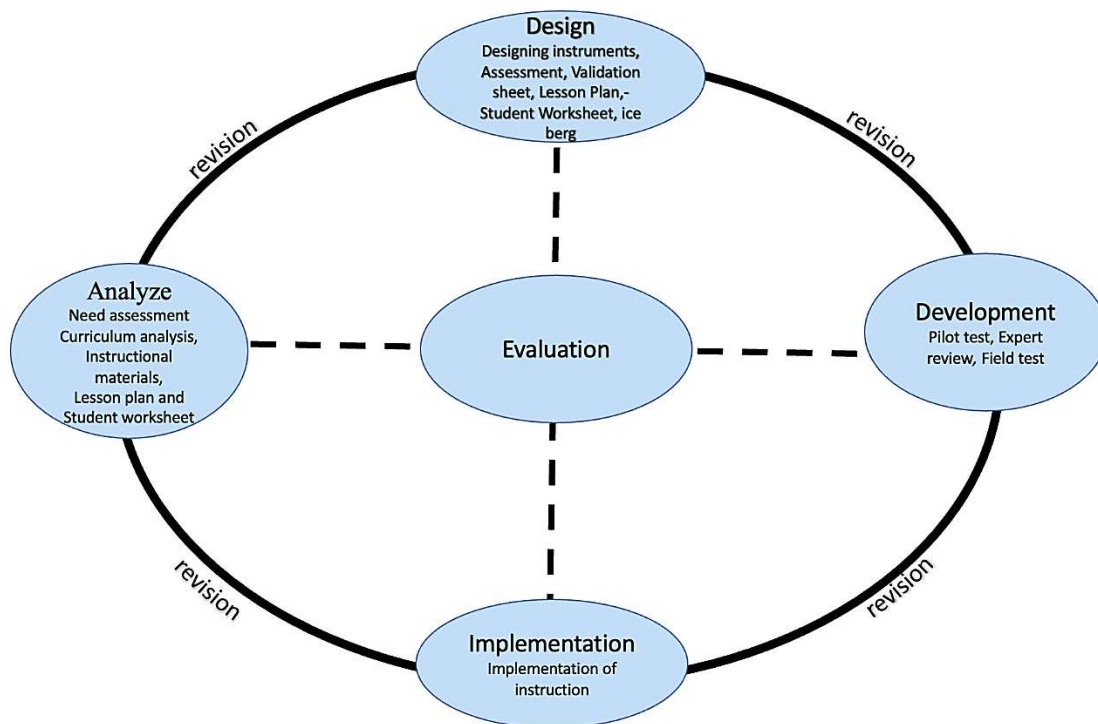 Design
Designing instruments,
Assessment, Validation
sheet, Lesson Plan,-
Student Worksheet, ice
berg
revision
revision
Analyze
Need assessment
Curriculum analysis,
Instructional
materials,
Lesson plan and
Student worksheet
Evaluation
Development
Pilot test, Expert
review, Field test
revision
revision
Implementation
Implementation of
instruction